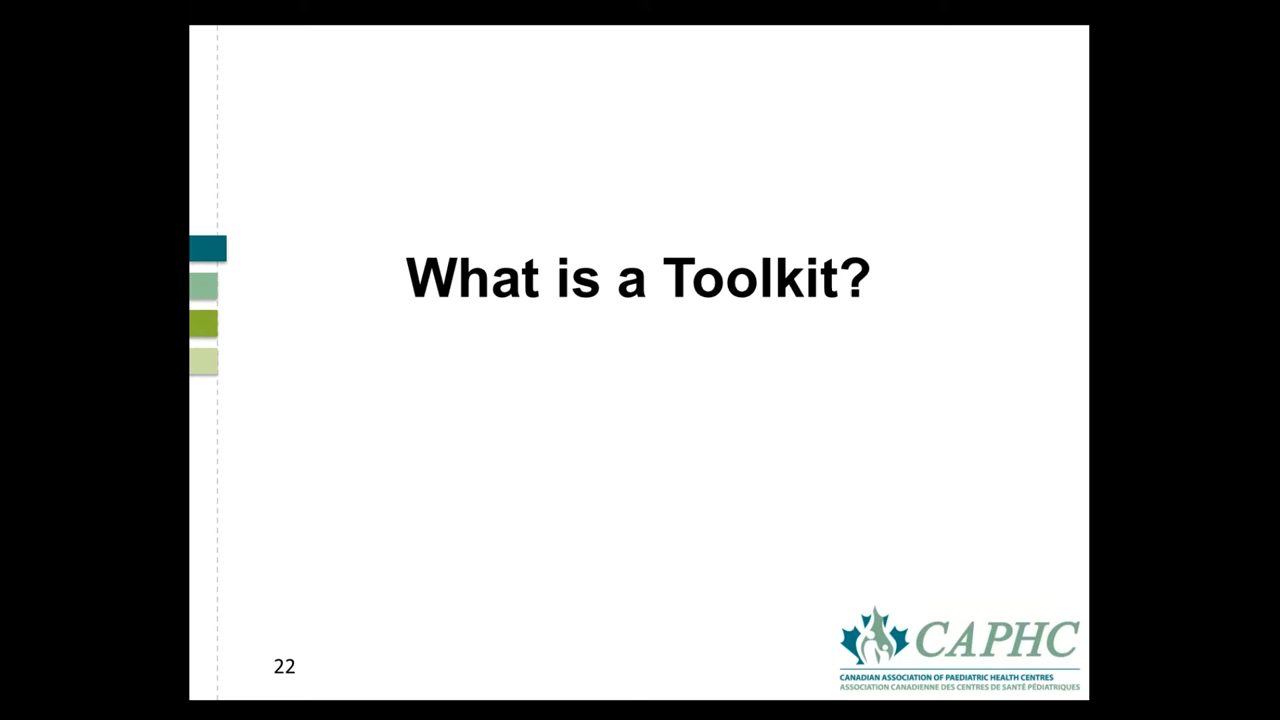 What is a Toolkit?
22
CAPHC
CANADIAN ASSOCIATION OF PAEDIATRIC HEALTH CENTRES
ASSOCIATION CANADIENNE DES CENTRES DE SANTÉ PÉDIATRIQUES